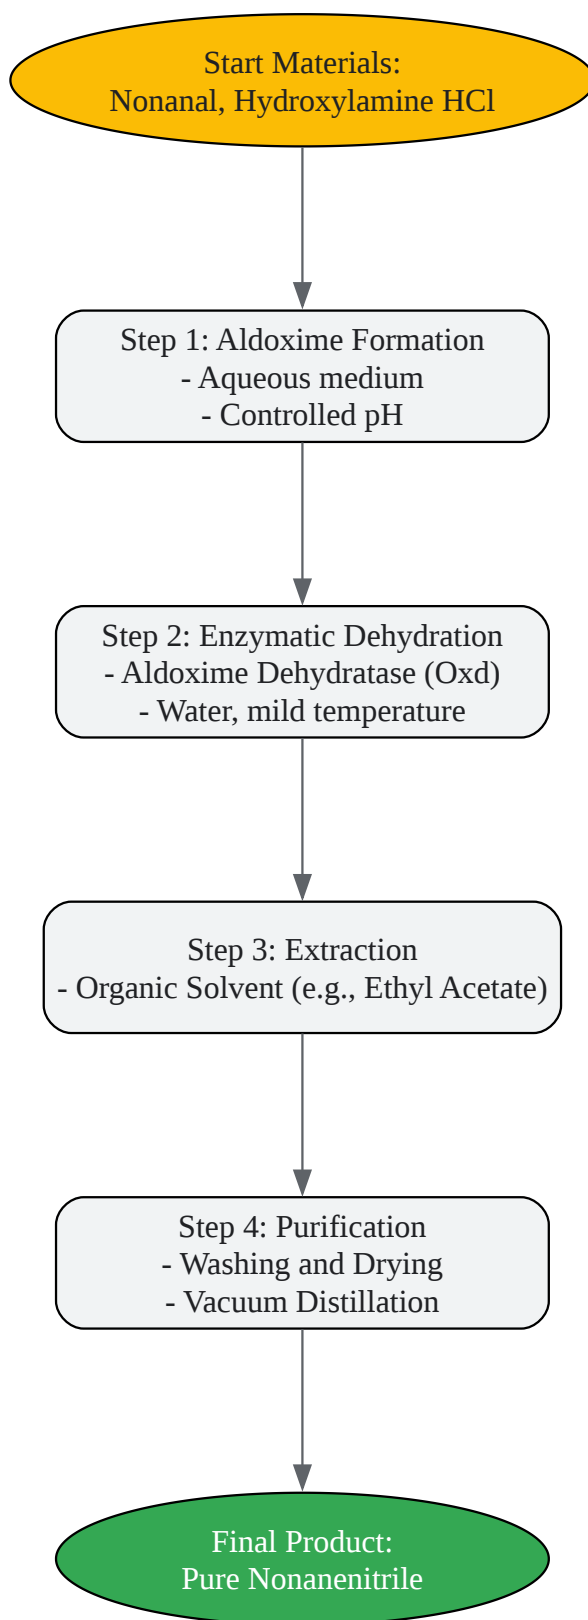 Start Materials:
Nonanal, Hydroxylamine HCl
Step 1: Aldoxime Formation
- Aqueous medium
- Controlled pH
Step 2: Enzymatic Dehydration
- Aldoxime Dehydratase (Oxd)
- Water, mild temperature
Step 3: Extraction
- Organic Solvent (e.g., Ethyl Acetate)
Step 4: Purification
- Washing and Drying
- Vacuum Distillation
Final Product:
Pure Nonanenitrile